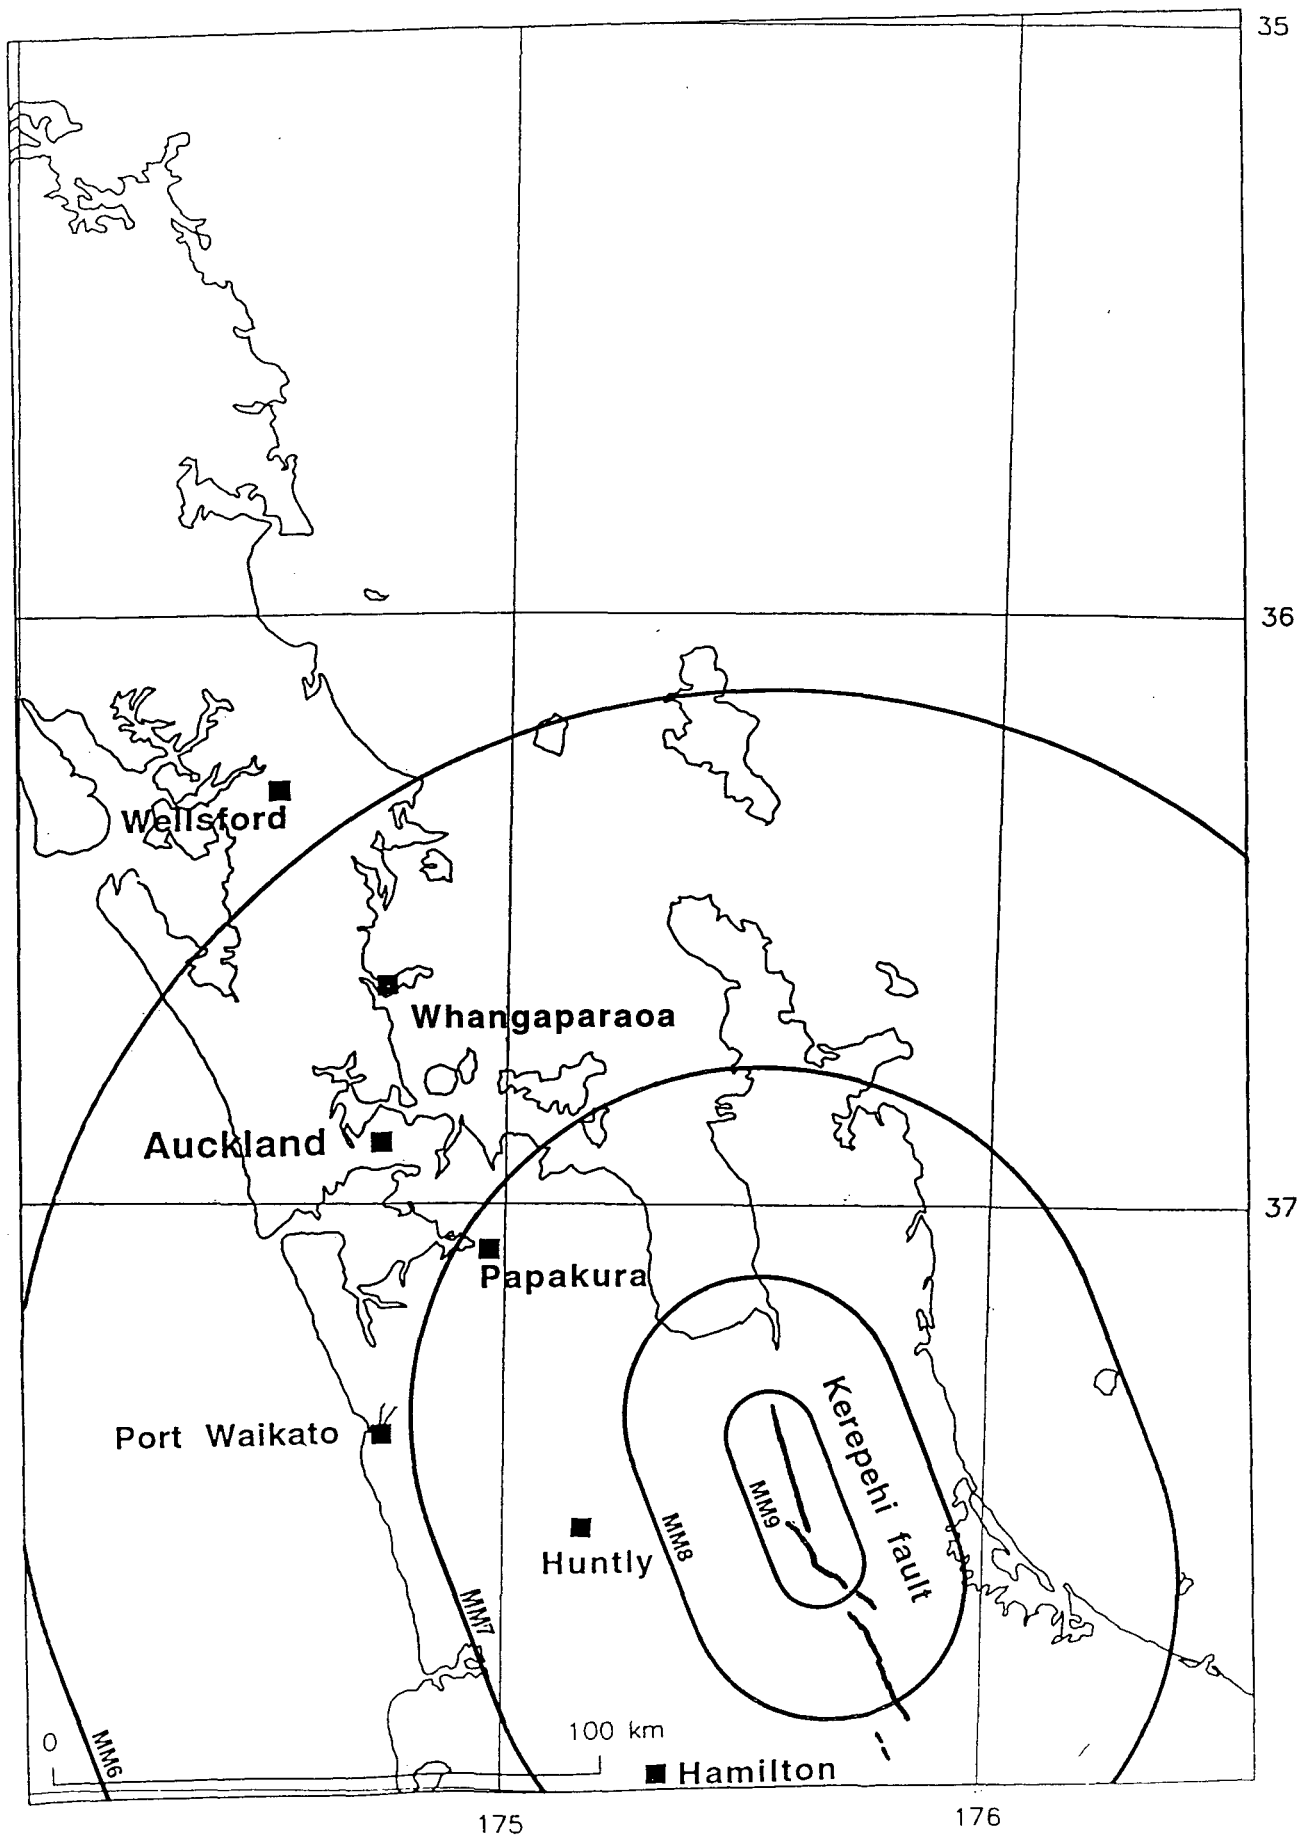 35
36
Wellsford
Whangaparaoa
Auckland
37
Papakura
Port Waikato
Kerepehi fault
MM9
MM8
Huntly
MM7
MM6
0
100 km
Hamilton
175
176